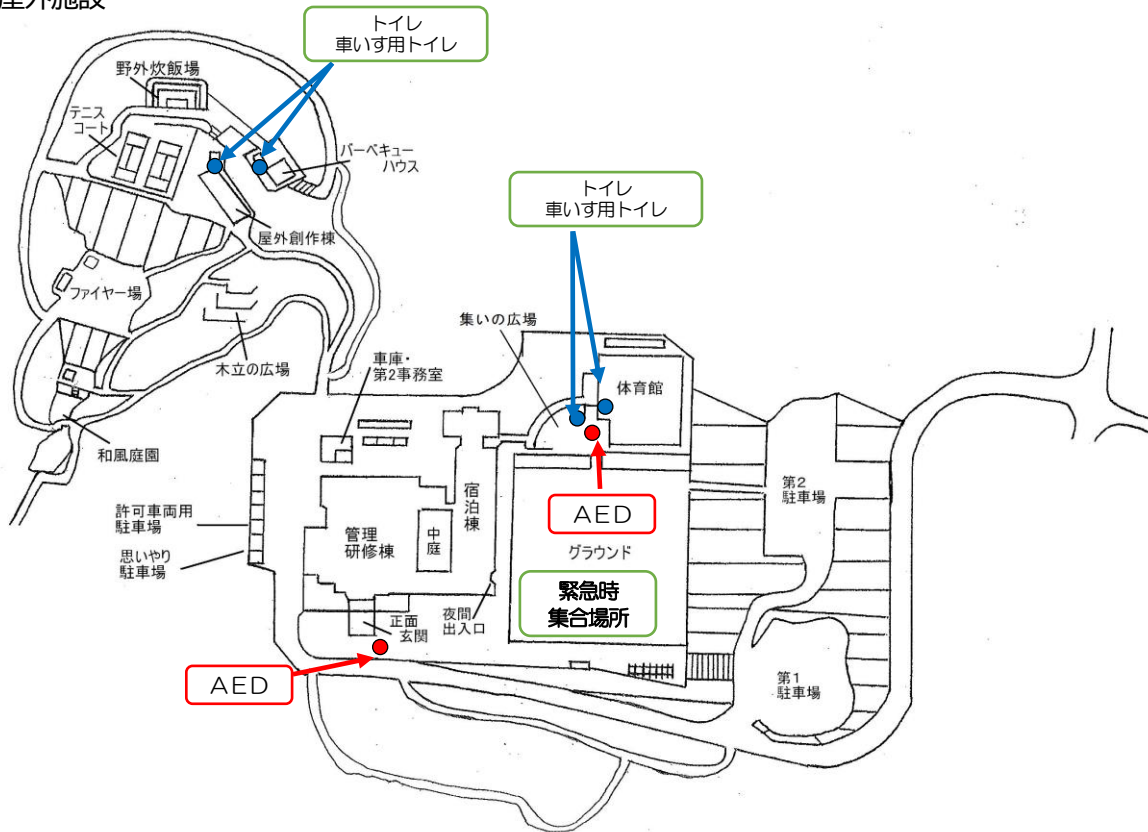 屋外施設
トイレ
車いす用トイレ
野外炊飯場
テニス
コート
バーベキュー
ハウス
トイレ
車いす用トイレ
屋外創作棟
ファイヤー場
木立の広場
集いの広場
車庫・
第2事務室
体育館
和風庭園
宿泊棟
第2
駐車場
許可車両用
駐車場
管理
研修棟
中庭
AED
グラウンド
思いやり
駐車場
緊急時
集合場所
正面
玄関
夜間
出入口
AED
第1
駐車場